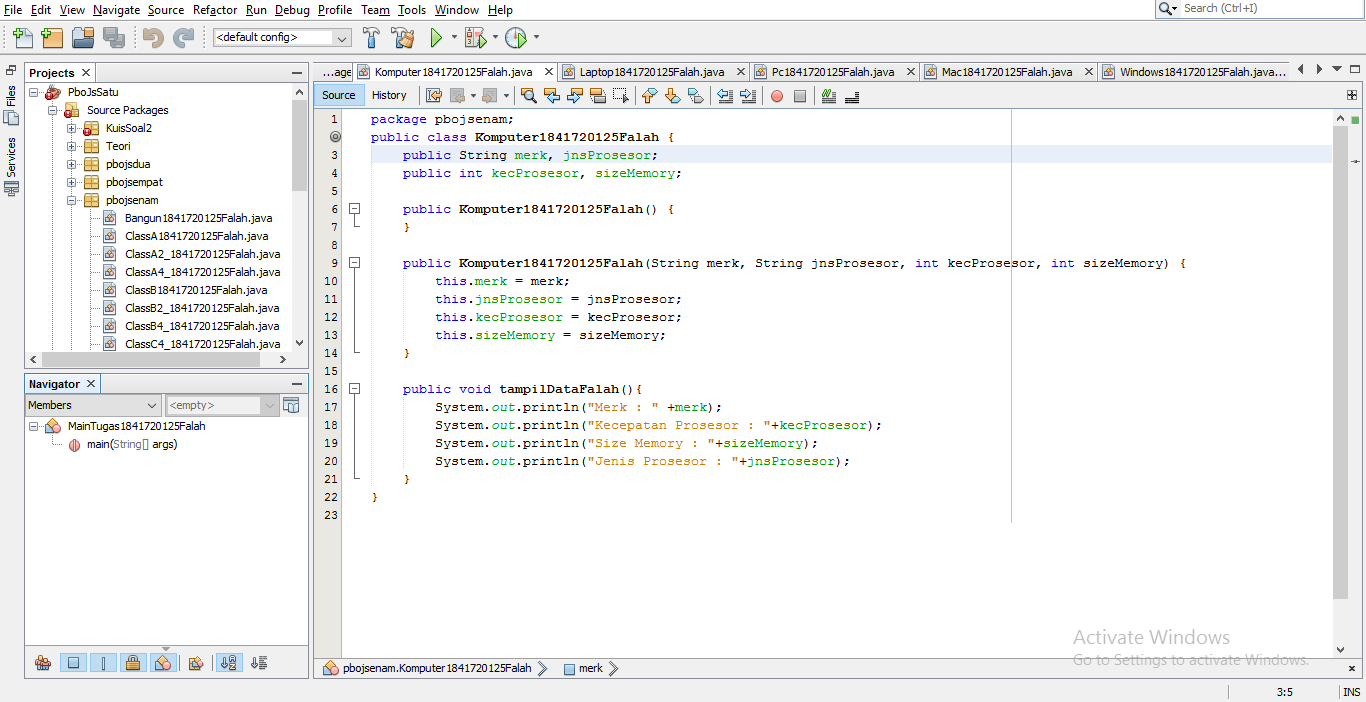 File Edit View Navigate Source Refactor Run Debug Profile Team Tools Window Help
Search (Ctrl+I)
<default config>
Files
Services
Projects
PboJsSatu
Source Packages
KuisSoal2
Teori
pbojsdua
pbojsempat
pbojsenam
Bangun1841720125Falah.java
ClassA1841720125Falah.java
ClassA2_1841720125Falah.java
ClassA4_1841720125Falah.java
ClassB1841720125Falah.java
ClassB2_1841720125Falah.java
ClassB4_1841720125Falah.java
ClassC4_1841720125Falah.java
Navigator
Members <empty>
MainTugas1841720125Falah
main(String[] args)
...age Komputer1841720125Falah.java Laptop1841720125Falah.java Pc1841720125Falah.java Mac1841720125Falah.java Windows1841720125Falah.java...
Source History
1 package pbojsenam;
public class Komputer1841720125Falah {
3 public String merk, jnsProsesor;
4 public int kecProsesor, sizeMemory;
5
6 public Komputer1841720125Falah() {
7 }
8
9 public Komputer1841720125Falah(String merk, String jnsProsesor, int kecProsesor, int sizeMemory) {
10 this.merk = merk;
11 this.jnsProsesor = jnsProsesor;
12 this.kecProsesor = kecProsesor;
13 this.sizeMemory = sizeMemory;
14 }
15
16 public void tampilDataFalah(){
17 System.out.println("Merk : " +merk);
18 System.out.println("Kecepatan Prosesor : "+kecProsesor);
19 System.out.println("Size Memory : "+sizeMemory);
20 System.out.println("Jenis Prosesor : "+jnsProsesor);
21 }
22 }
23
Activate Windows
Go to Settings to activate Windows.
pbojsenam.Komputer1841720125Falah merk
3:5 INS